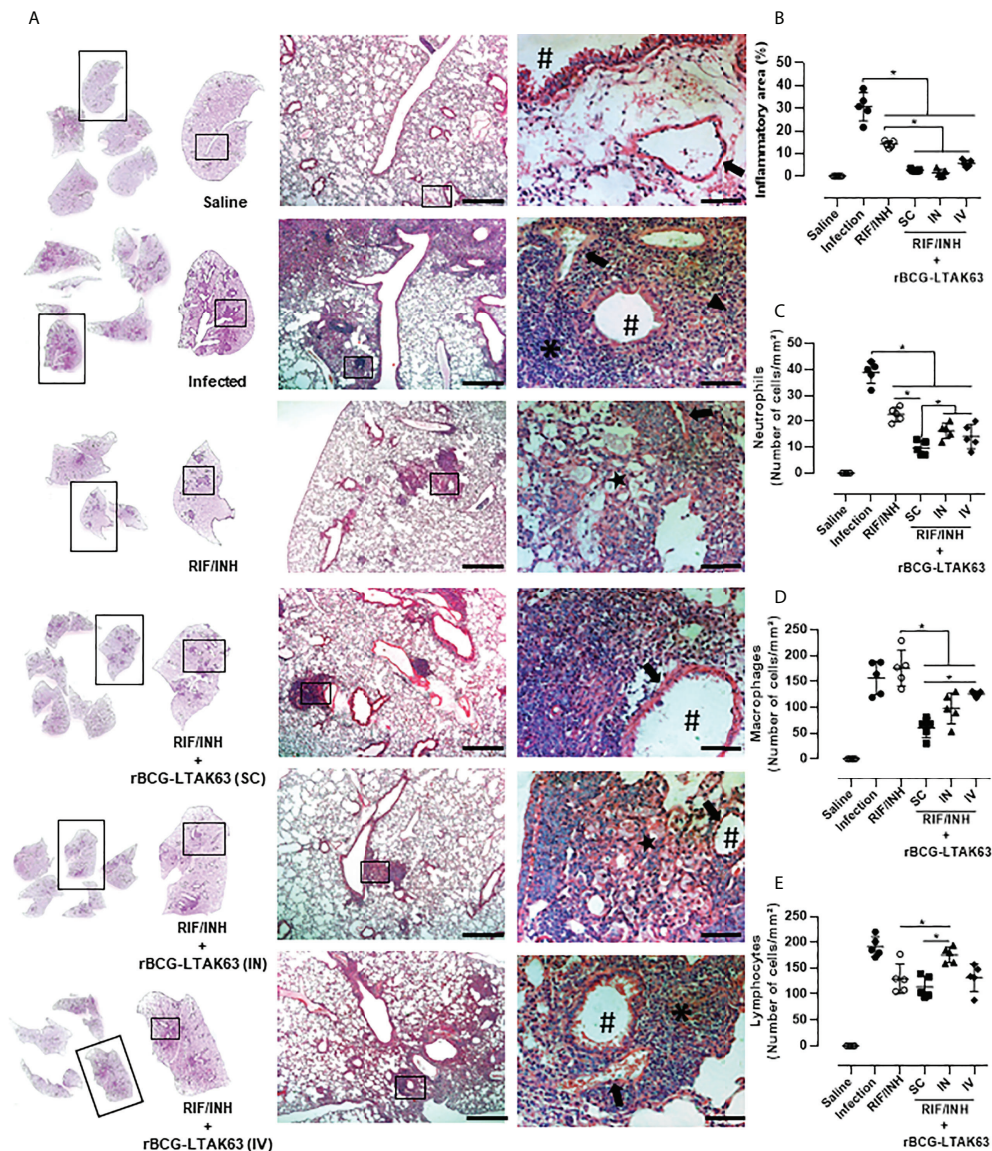 A
#
Saline
#
Infected
*
#
RIF/INH
★
RIF/INH
+
rBCG-LTAK63 (SC)
#
RIF/INH
+
rBCG-LTAK63 (IN)
★
#
RIF/INH
+
rBCG-LTAK63 (IV)
#
*
B
Inflammatory area (%)
50
40
30
20
10
0
*
*
Saline
Infection
RIF/INH
SC
IN
IV
RIF/INH
+
rBCG-LTAK63
C
Neutrophils
(Number of cells/mm²)
50
40
30
20
10
0
*
*
*
Saline
Infection
RIF/INH
SC
IN
IV
RIF/INH
+
rBCG-LTAK63
D
Macrophages
(Number of cells/mm²)
250
200
150
100
50
0
*
*
Saline
Infection
RIF/INH
SC
IN
IV
RIF/INH
+
rBCG-LTAK63
E
Lymphocytes
(Number of cells/mm²)
250
200
150
100
50
0
*
*
Saline
Infection
RIF/INH
SC
IN
IV
RIF/INH
+
rBCG-LTAK63